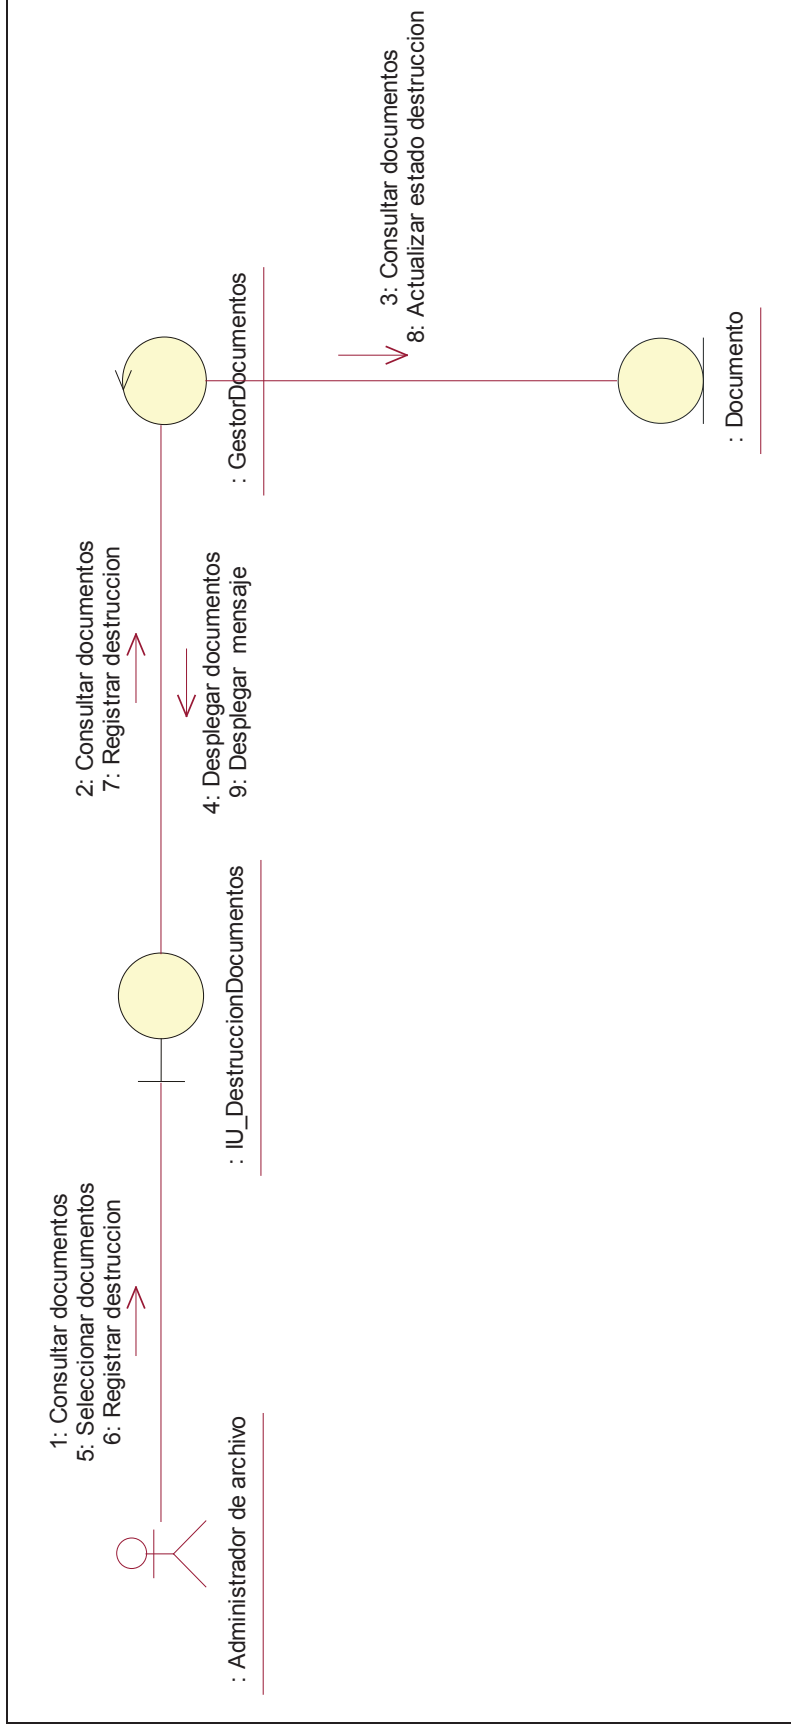 1: Consultar documentos
5: Seleccionar documentos
6: Registrar destruccion
: Administrador de archivo
: IU_DestruccionDocumentos
2: Consultar documentos
7: Registrar destruccion
4: Desplegar documentos
9: Desplegar  mensaje
: GestorDocumentos
3: Consultar documentos
8: Actualizar estado destruccion
: Documento